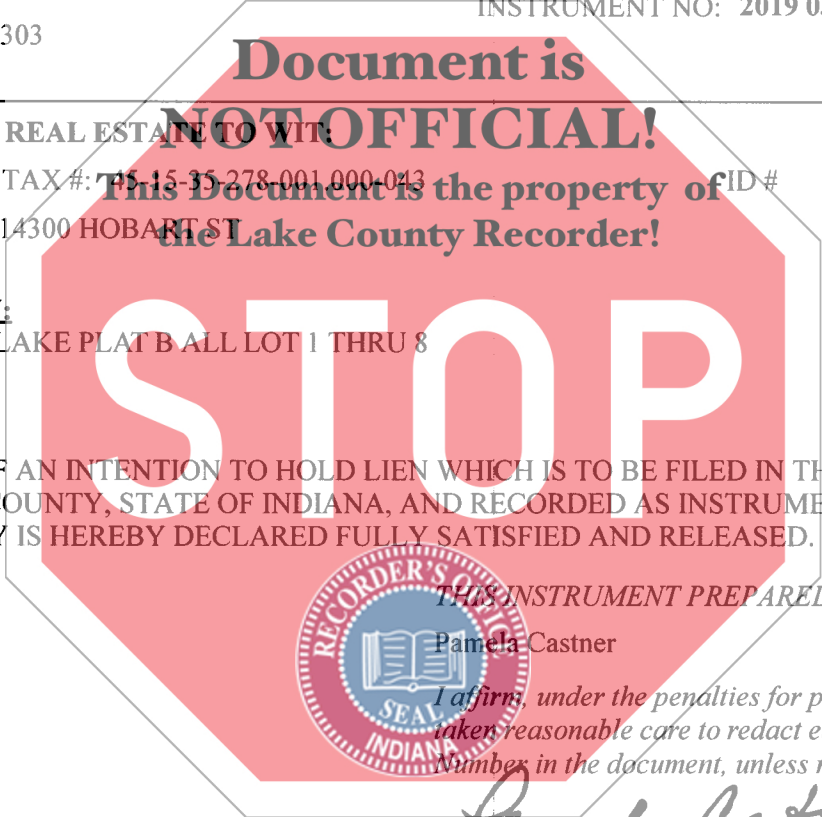 INSTRUMENT NO: 2019 0
303
Document is
NOT OFFICIAL!
REAL ESTATE TO WIT:
TAX #: 45-15-35-278-001.000-043
ID #
This Document is the property of
14300 HOBART ST
the Lake County Recorder!
LAKE PLAT B ALL LOT 1 THRU 8
STOP
F AN INTENTION TO HOLD LIEN WHICH IS TO BE FILED IN TH
OUNTY, STATE OF INDIANA, AND RECORDED AS INSTRUME
Y IS HEREBY DECLARED FULLY SATISFIED AND RELEASED.
RECORDER'S OFFIC
SEAL
INDIANA
THIS INSTRUMENT PREPARED
Pamela Castner
I affirm, under the penalties for p
taken reasonable care to redact e
Number in the document, unless r